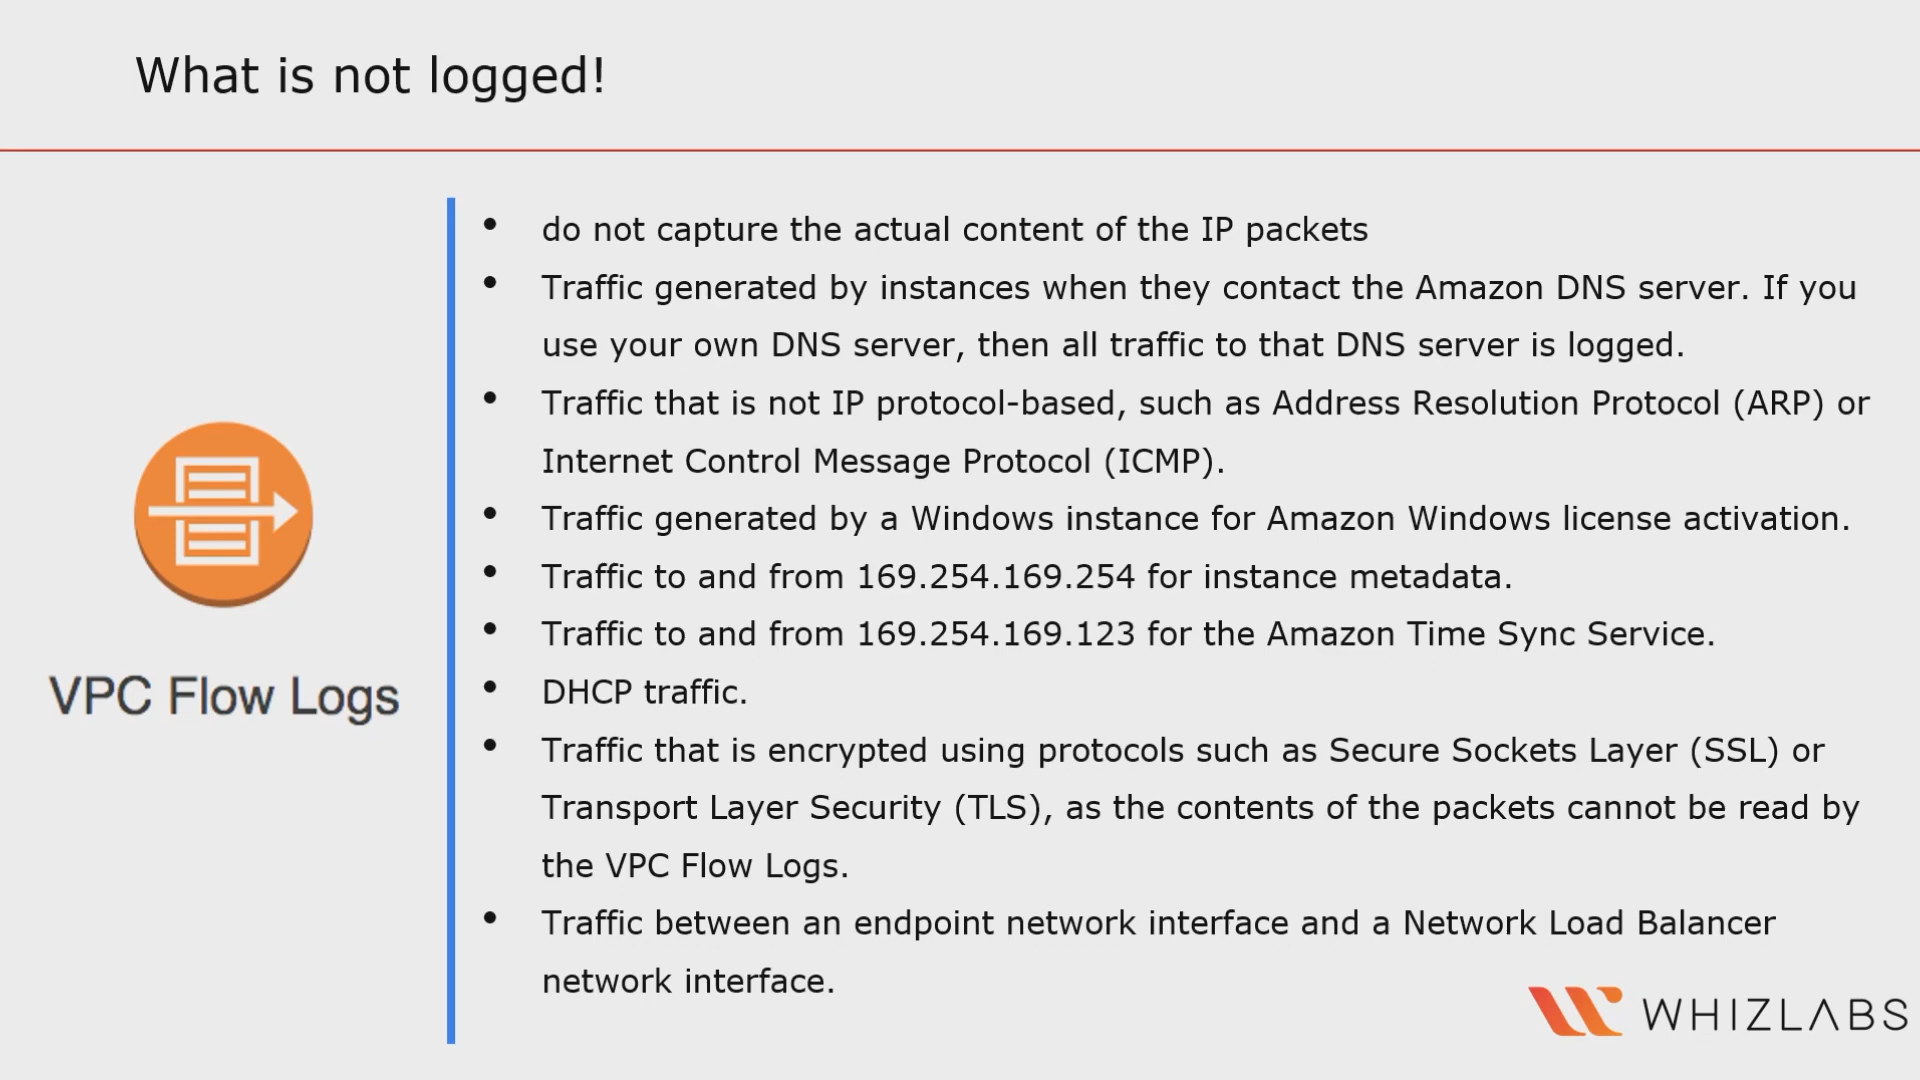 What is not logged!
• do not capture the actual content of the IP packets
• Traffic generated by instances when they contact the Amazon DNS server. If you
use your own DNS server, then all traffic to that DNS server is logged.
• Traffic that is not IP protocol-based, such as Address Resolution Protocol (ARP) or
Internet Control Message Protocol (ICMP).
• Traffic generated by a Windows instance for Amazon Windows license activation.
• Traffic to and from 169.254.169.254 for instance metadata.
• Traffic to and from 169.254.169.123 for the Amazon Time Sync Service.
• DHCP traffic.
• Traffic that is encrypted using protocols such as Secure Sockets Layer (SSL) or
Transport Layer Security (TLS), as the contents of the packets cannot be read by
the VPC Flow Logs.
• Traffic between an endpoint network interface and a Network Load Balancer
network interface.
VPC Flow Logs
WHIZLABS